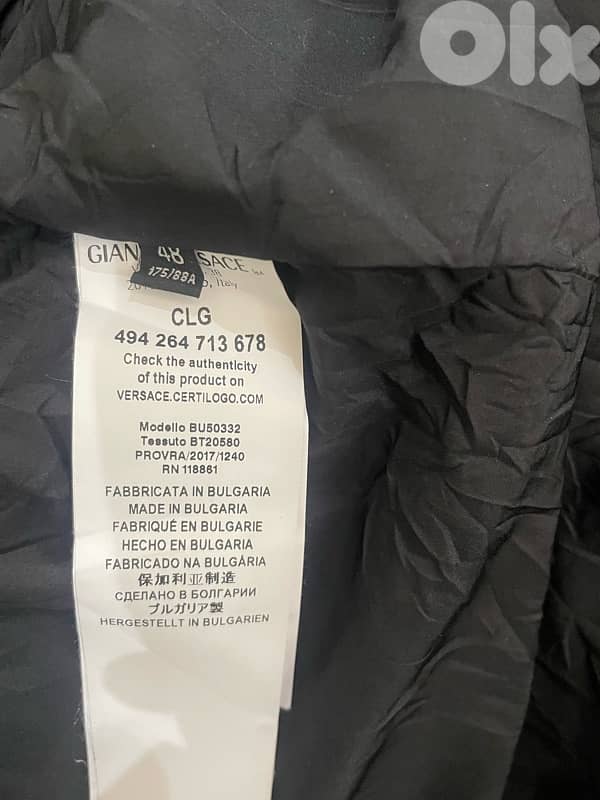 Olx
GIAN
SACE
48
175/88A
Italy
CLG
494 264 713 678
Check the authenticity
of this product on
VERSACE.CERTILOGO.COM
Modello BU50332
Tessuto BT20580
PROVRA/2017/1240
RN 118861
FABBRICATA IN BULGARIA
MADE IN BULGARIA
FABRIQUÉ EN BULGARIE
HECHO EN BULGARIA
FABRICADO NA BULGÁRIA
保加利亚制造
СДЕЛАНО В БОЛГАРИИ
ブルガリア製
HERGESTELLT IN BULGARIEN